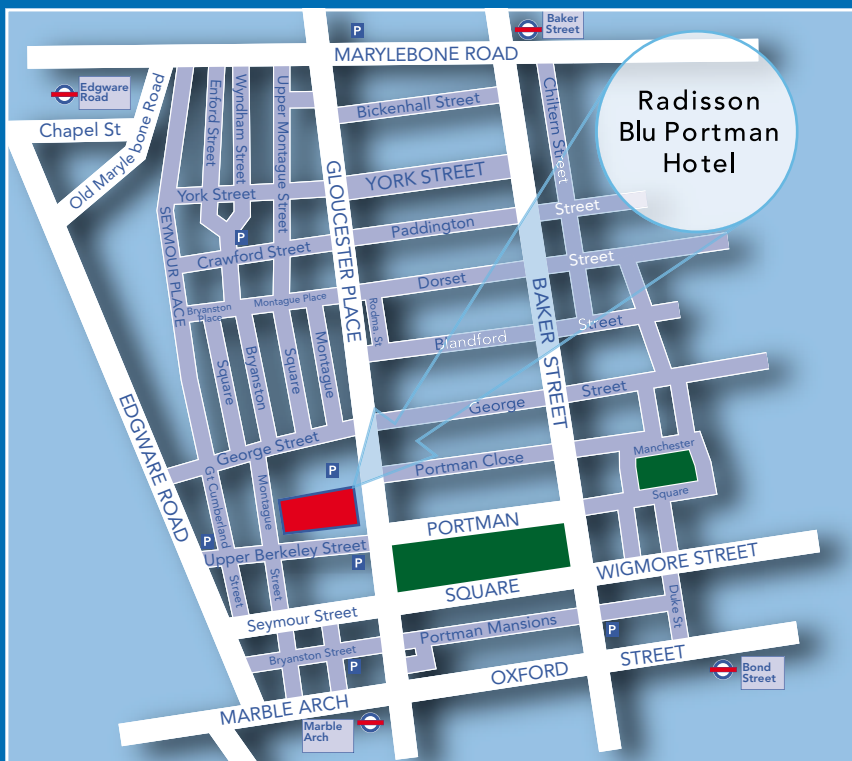 P
Baker
Street
MARYLEBONE ROAD
Edgware
Road
Chapel St
Old Marylebone Road
Enford Street
Wyndham Street
Upper Montague Street
Bickenhall Street
Chiltern Street
Radisson
Blu Portman
Hotel
GLOUCESTER PLACE
York Street
YORK STREET
SEYMOUR PLACE
P
Crawford Street
Paddington
Street
Dorset
Street
Bryanston
Place
Montague Place
Rodma. St
BAKER STREET
Blandford
Street
Square
Bryanston
Square
Montague
EDGWARE ROAD
George
Street
George Street
Portman Close
Manchester
Square
P
Gt Cumberland
Street
Montague
Street
P
Upper Berkeley Street
P
PORTMAN
SQUARE
WIGMORE STREET
Seymour Street
Portman Mansions
P
Duke St
Bryanston Street
P
OXFORD
STREET
MARBLE ARCH
Marble
Arch
Bond
Street